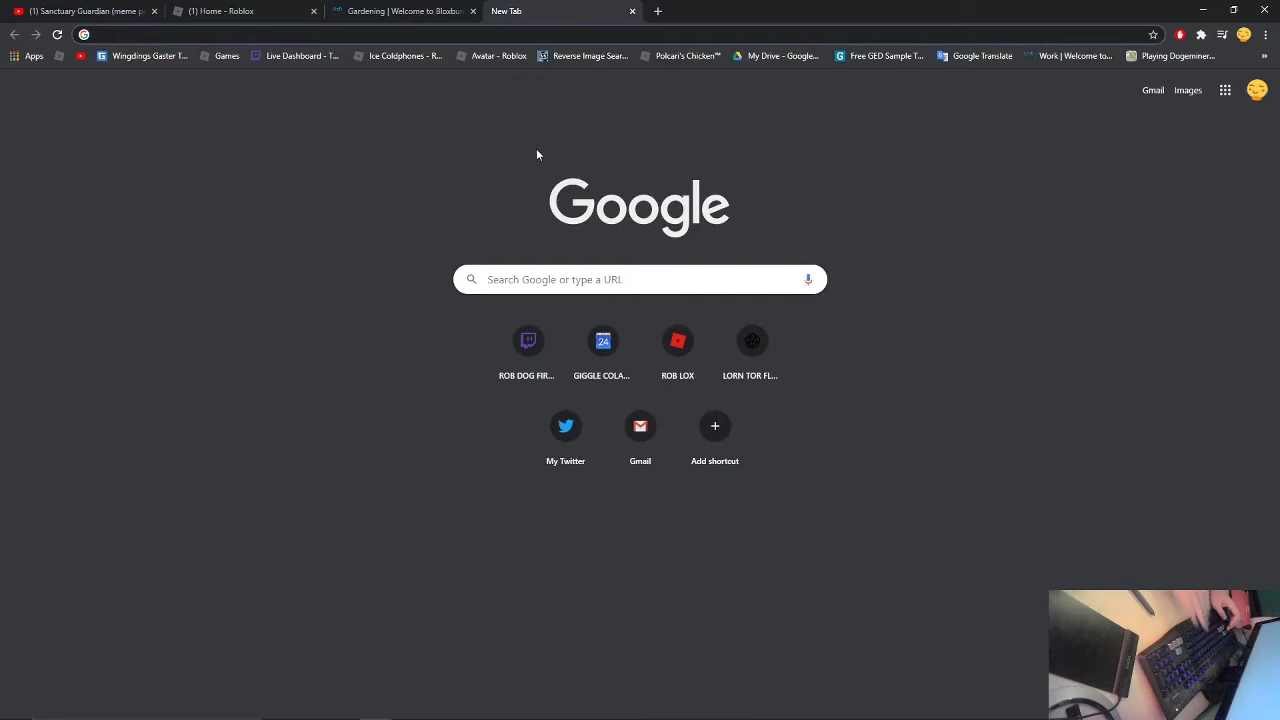 (1) Sanctuary Guardian (meme p
(1) Home - Roblox
Gardening | Welcome to Bloxbu
New Tab
Apps
Wingdings Gaster T...
Games
Live Dashboard - T...
Ice Coldphones - R...
Avatar - Roblox
Reverse Image Sear...
Polcari's Chicken™
My Drive - Google...
Free GED Sample T...
Google Translate
Work | Welcome to...
Playing Dogeminer...
Gmail
Images
Google
Search Google or type a URL
ROB DOG FIR...
GIGGLE COLA...
24
ROB LOX
LORN TOR FL...
My Twitter
Gmail
Add shortcut